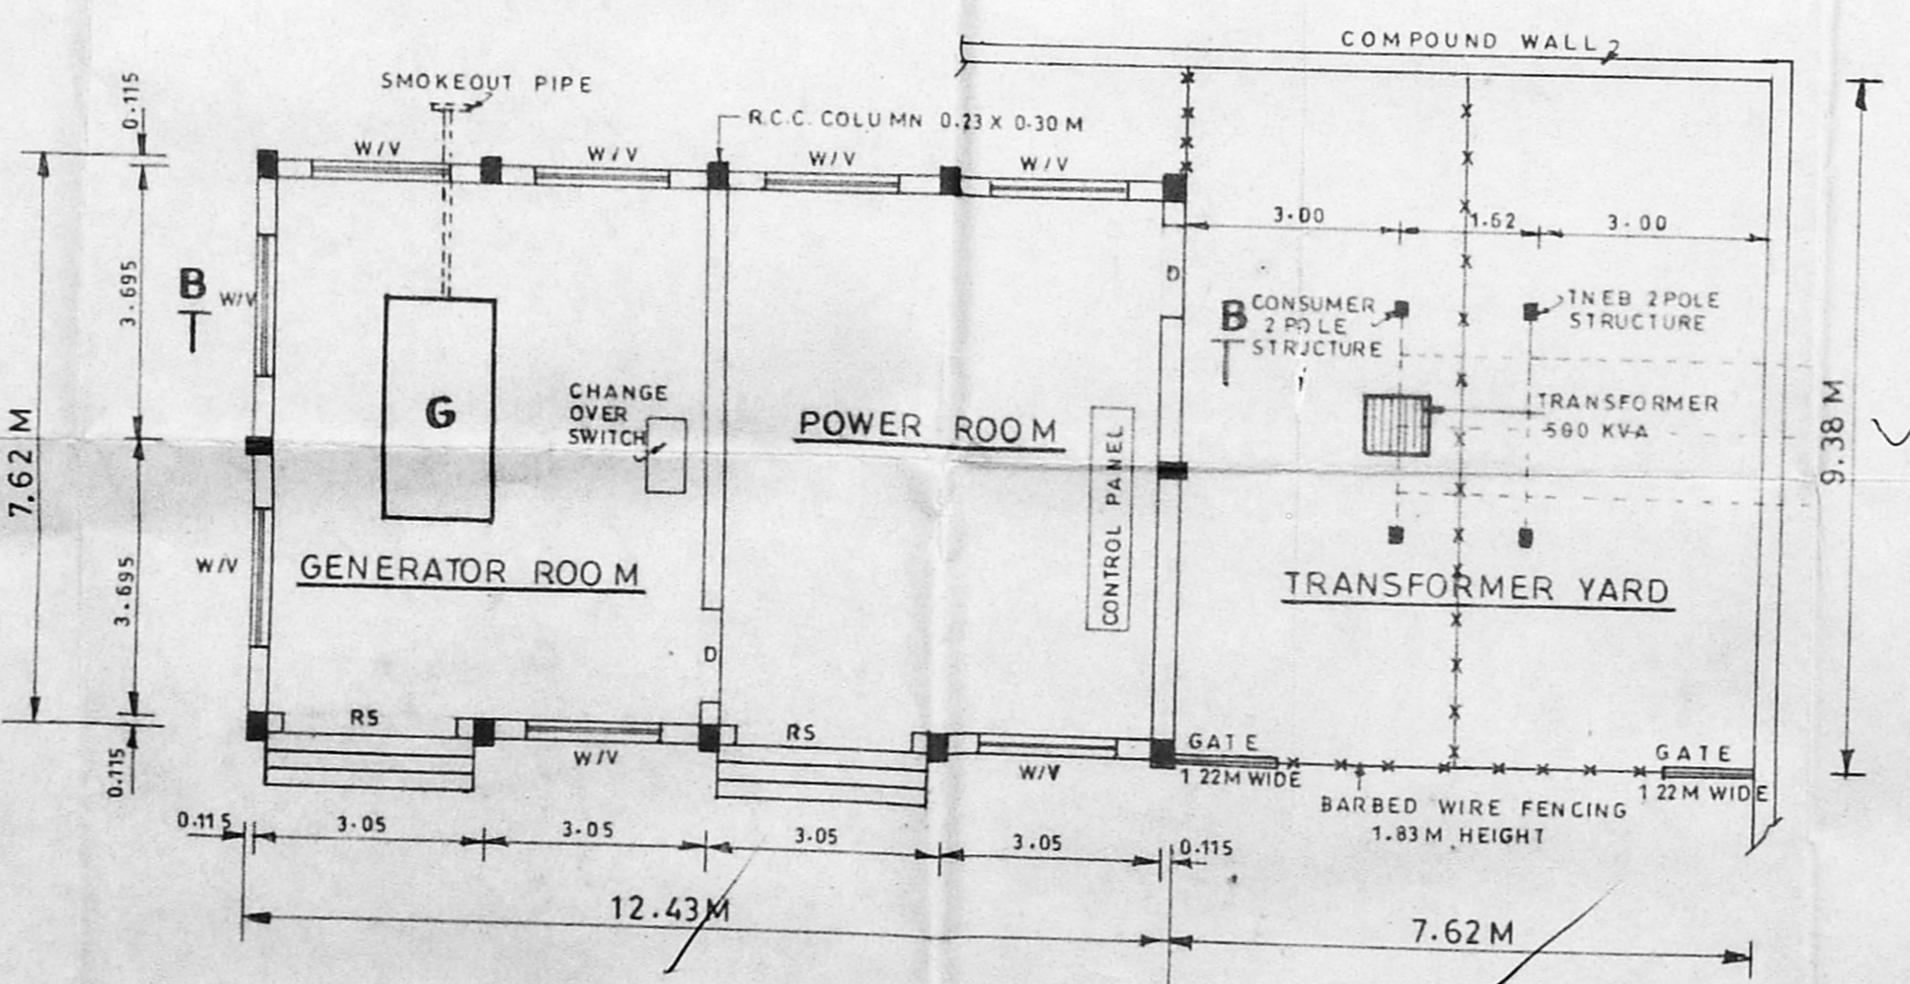 COMPOUND WALL
SMOKEOUT PIPE
R.C.C. COLUMN 0.23 X 0.30 M
0.115
W/V
W/V
W/V
W/V
3.00
1.62
3.00
3.695
B
W/V
B
CONSUMER
2 POLE
STRUCTURE
TNEB 2POLE
STRUCTURE
D
G
CHANGE
OVER
SWITCH
POWER ROOM
CONTROL PANEL
TRANSFORMER
500 KVA
7.62 M
9.38 M
3.695
W/V
GENERATOR ROOM
TRANSFORMER YARD
D
RS
W/V
RS
W/V
GATE
1.22M WIDE
GATE
1.22M WIDE
BARBED WIRE FENCING
1.83M HEIGHT
0.115
0.115
3.05
3.05
3.05
3.05
0.115
12.43M
7.62M